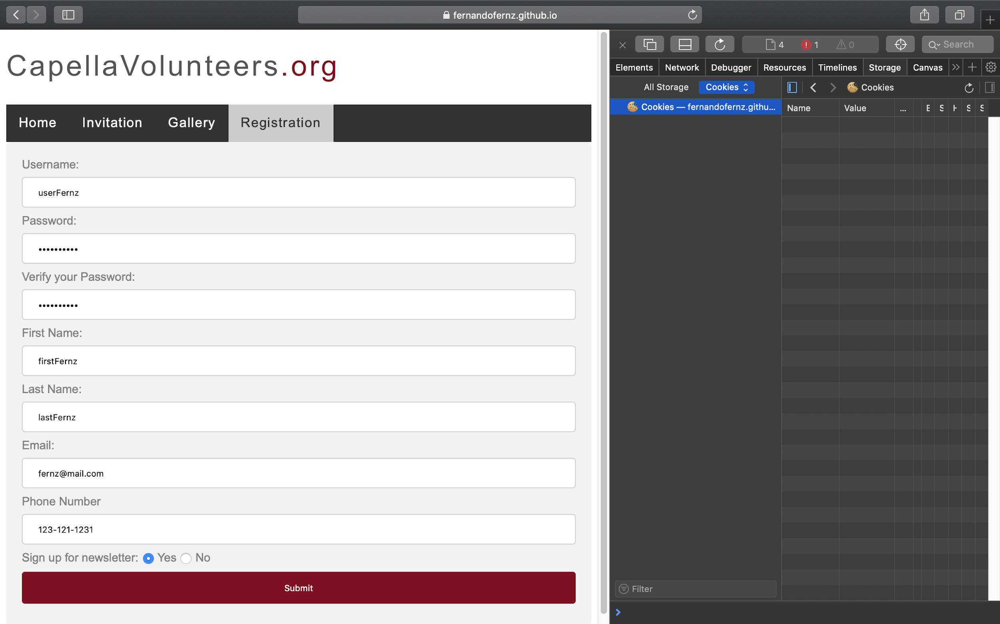 fernandofernz.github.io
CapellaVolunteers.org
Home Invitation Gallery Registration
Username:
userFernz
Password:
••••••••••
Verify your Password:
••••••••••
First Name:
firstFernz
Last Name:
lastFernz
Email:
fernz@mail.com
Phone Number
123-121-1231
Sign up for newsletter: Yes No
Submit
4 1 0 Search
Elements Network Debugger Resources Timelines Storage Canvas
All Storage Cookies Cookies
Cookies — fernandofernz.githu...
Name Value ... E S H S S
Filter